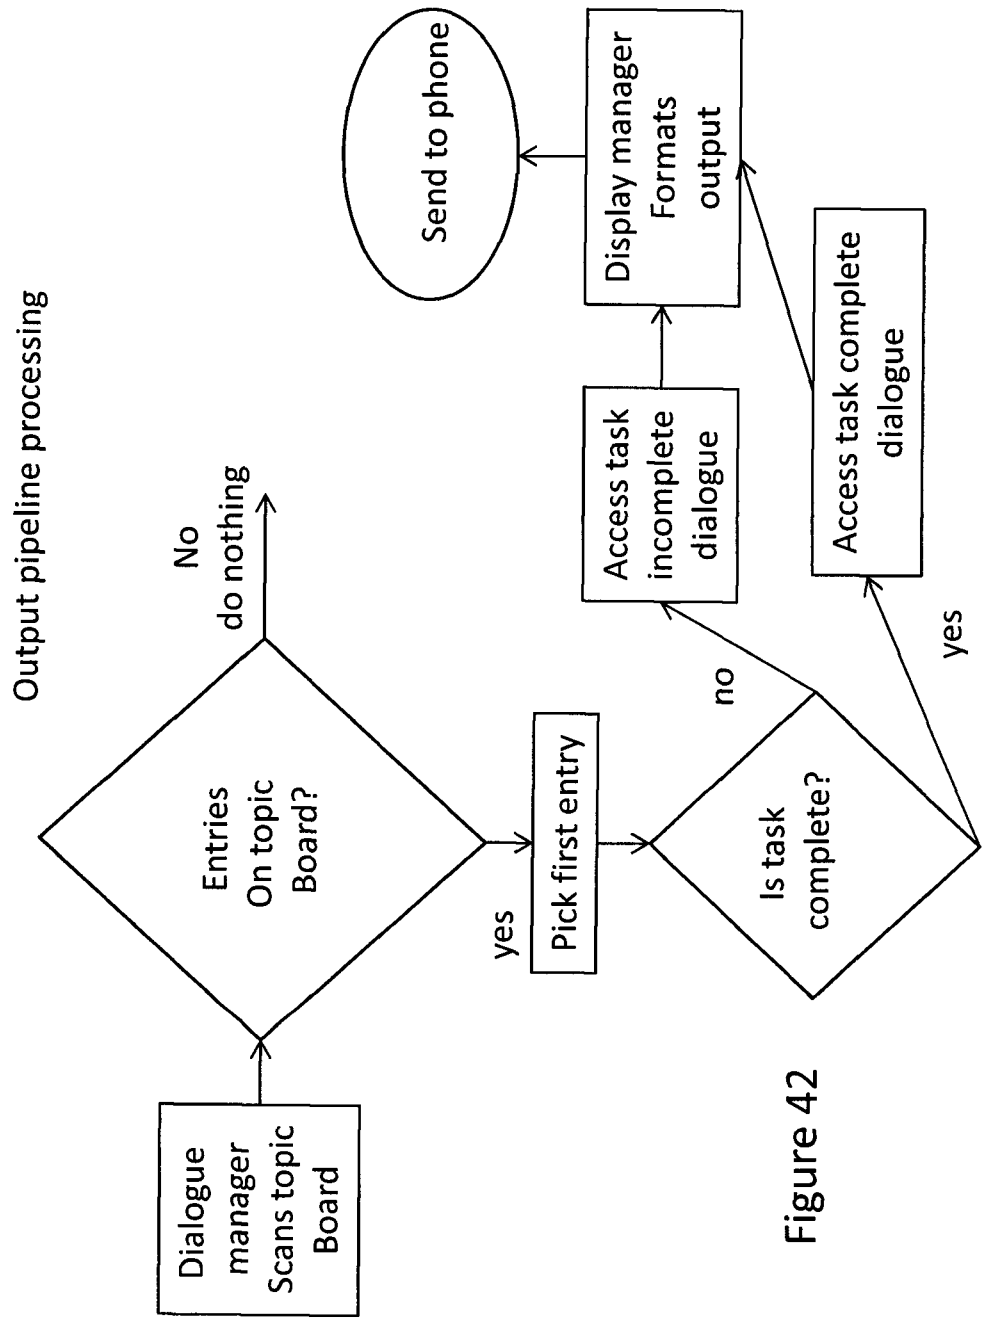 Output pipeline processing
Dialogue
manager
Scans topic
Board
Entries
On topic
Board?
No
do nothing
yes
Pick first entry
Is task
complete?
no
yes
Access task
incomplete
dialogue
Access task complete
dialogue
Display manager
Formats
output
Send to phone
Figure 42